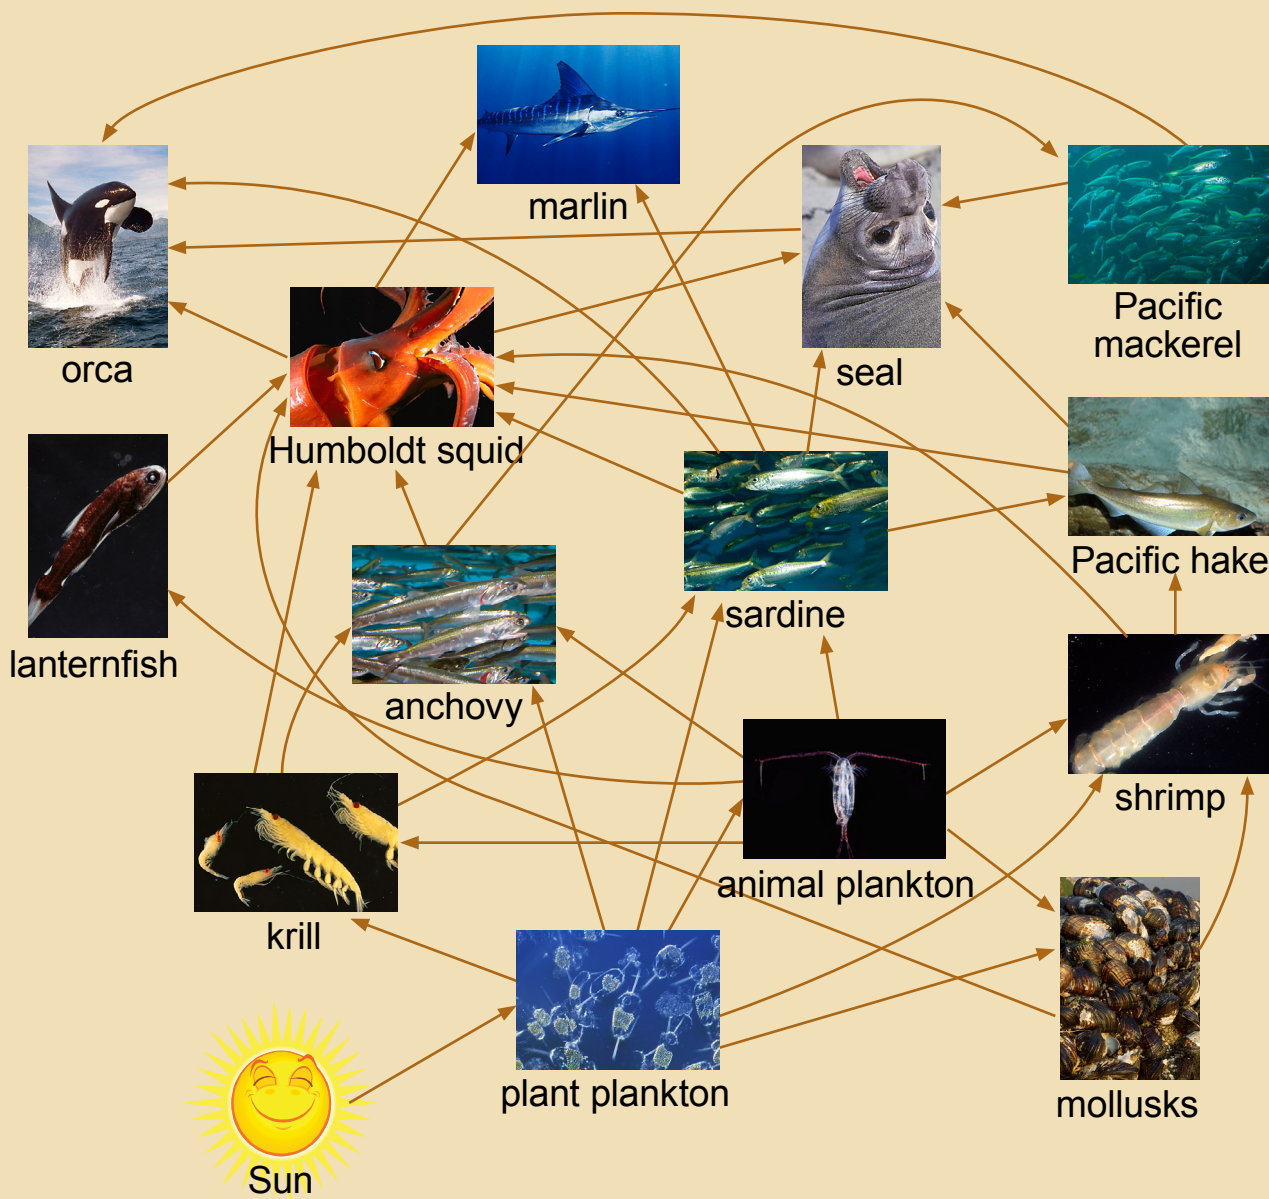 marlin
orca
seal
Pacific
mackerel
Humboldt squid
lanternfish
anchovy
sardine
Pacific hake
shrimp
krill
animal plankton
plant plankton
mollusks
Sun